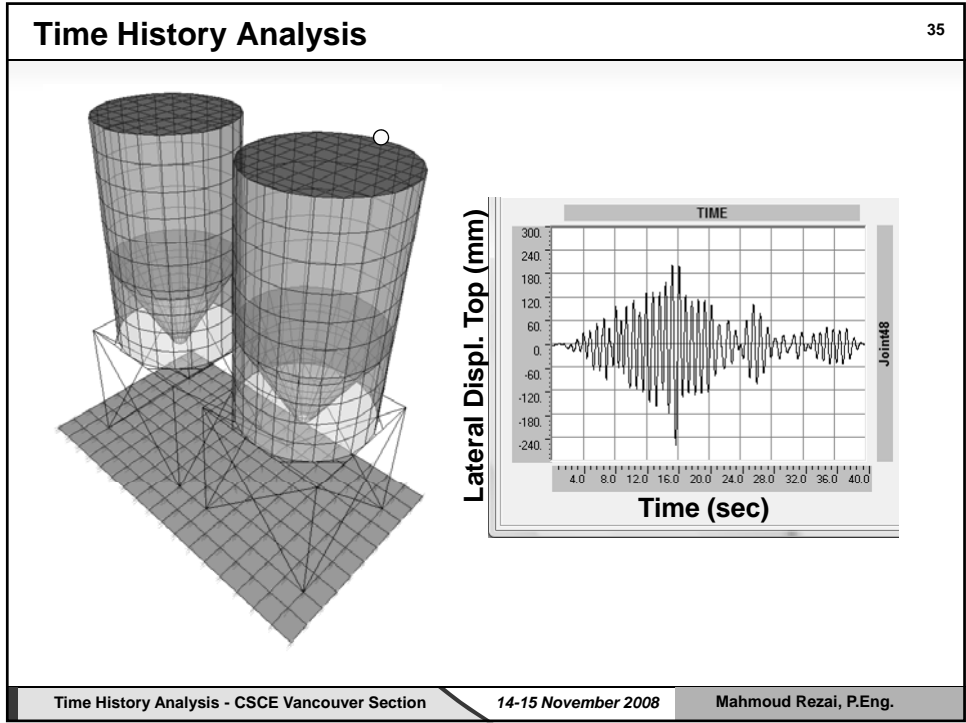 Time History Analysis
35
TIME
Lateral Displ. Top (mm)
300.
240.
180.
120.
60.
0.
-60.
-120.
-180.
-240.
Joint48
4.0 8.0 12.0 16.0 20.0 24.0 28.0 32.0 36.0 40.0
Time (sec)
Time History Analysis - CSCE Vancouver Section 14-15 November 2008 Mahmoud Rezai, P.Eng.